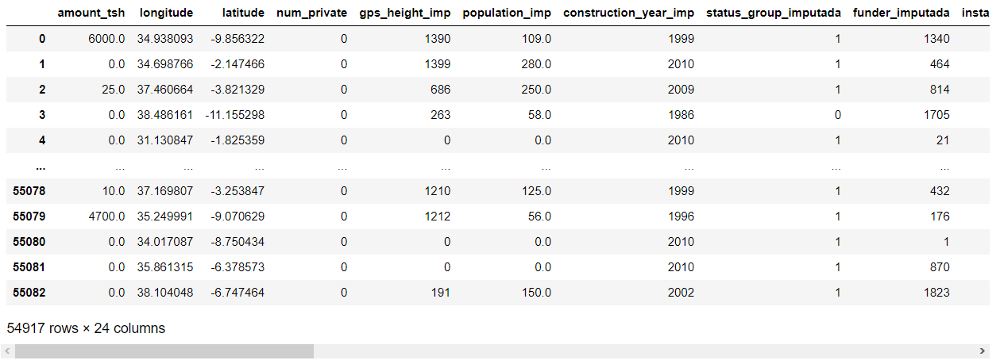 amount_tsh longitude latitude num_private gps_height_imp population_imp construction_year_imp status_group_imputada funder_imputada insta
0 6000.0 34.938093 -9.856322 0 1390 109.0 1999 1 1340
1 0.0 34.698766 -2.147466 0 1399 280.0 2010 1 464
2 25.0 37.460664 -3.821329 0 686 250.0 2009 1 814
3 0.0 38.486161 -11.155298 0 263 58.0 1986 0 1705
4 0.0 31.130847 -1.825359 0 0 0.0 2010 1 21
... ... ... ... ... ... ... ... ... ...
55078 10.0 37.169807 -3.253847 0 1210 125.0 1999 1 432
55079 4700.0 35.249991 -9.070629 0 1212 56.0 1996 1 176
55080 0.0 34.017087 -8.750434 0 0 0.0 2010 1 1
55081 0.0 35.861315 -6.378573 0 0 0.0 2010 1 870
55082 0.0 38.104048 -6.747464 0 191 150.0 2002 1 1823
54917 rows × 24 columns